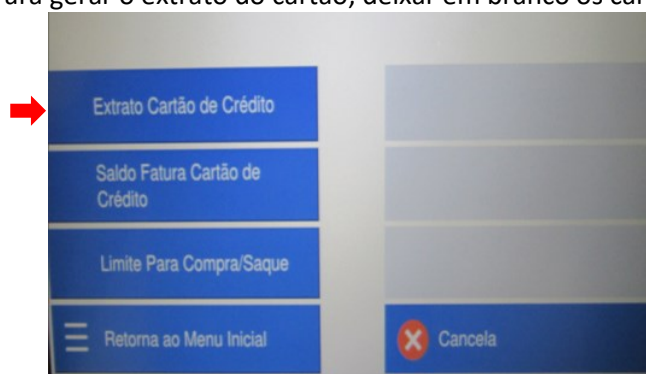 ara gerar o extrato do cartão, deixar em branco os ca
Extrato Cartão de Crédito
Saldo Fatura Cartão de
Crédito
Limite Para Compra/Saque
Retorna ao Menu Inicial
Cancela